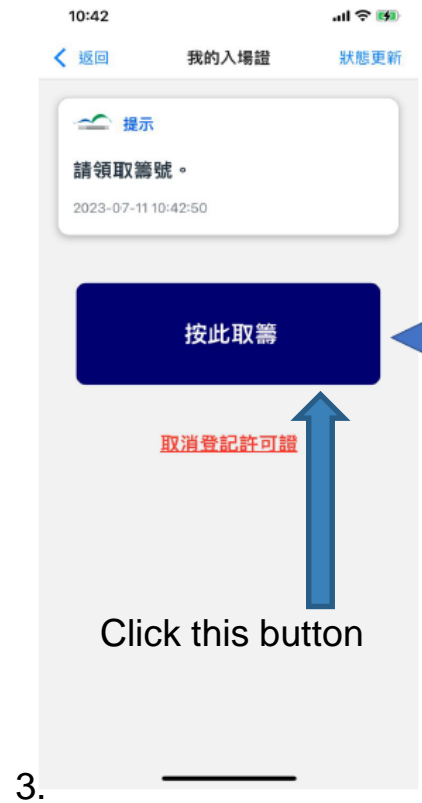 10:42
返回 我的入場證 狀態更新
提示
請領取籌號。
2023-07-11 10:42:50
按此取籌
取消登記許可證
Click this button
3.